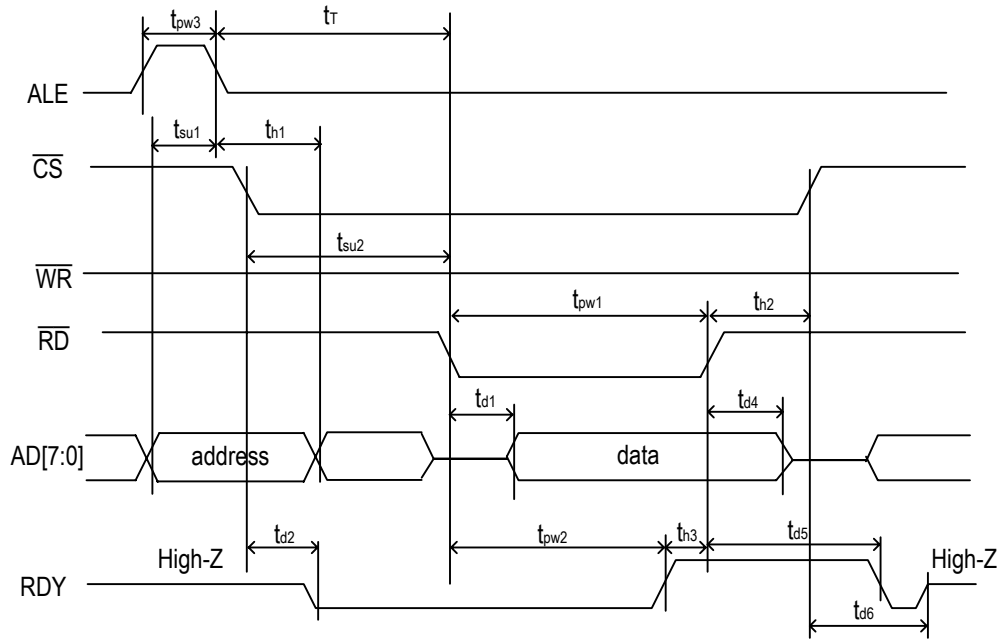 tpw3 tT
ALE
tsu1 th1
CS
tsu2
WR
tpw1 th2
RD
td1 td4
AD[7:0] address data
td2 tpw2 th3 td5
High-Z High-Z
RDY
td6